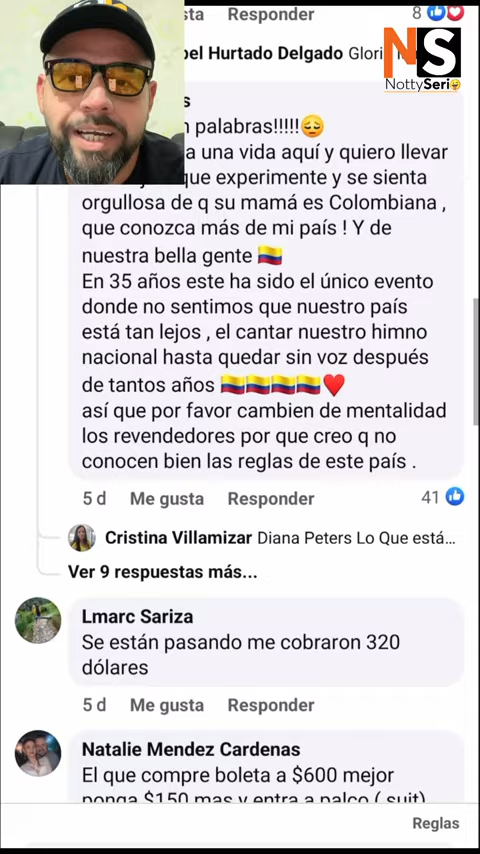 sta Responder 8
NS
NottySeri
bel Hurtado Delgado Glori
s
n palabras!!!!!😔
a una vida aquí y quiero llevar
que experimente y se sienta
orgullosa de q su mamá es Colombiana ,
que conozca más de mi país ! Y de
nuestra bella gente 🇨🇴
En 35 años este ha sido el único evento
donde no sentimos que nuestro país
está tan lejos , el cantar nuestro himno
nacional hasta quedar sin voz después
de tantos años 🇨🇴🇨🇴🇨🇴🇨🇴❤️
así que por favor cambien de mentalidad
los revendedores por que creo q no
conocen bien las reglas de este país .
5 d Me gusta Responder 41
Cristina Villamizar Diana Peters Lo Que está...
Ver 9 respuestas más...
Lmarc Sariza
Se están pasando me cobraron 320
dólares
5 d Me gusta Responder
Natalie Mendez Cardenas
El que compre boleta a $600 mejor
ponga $150 mas y entra a palco ( suit)
Reglas